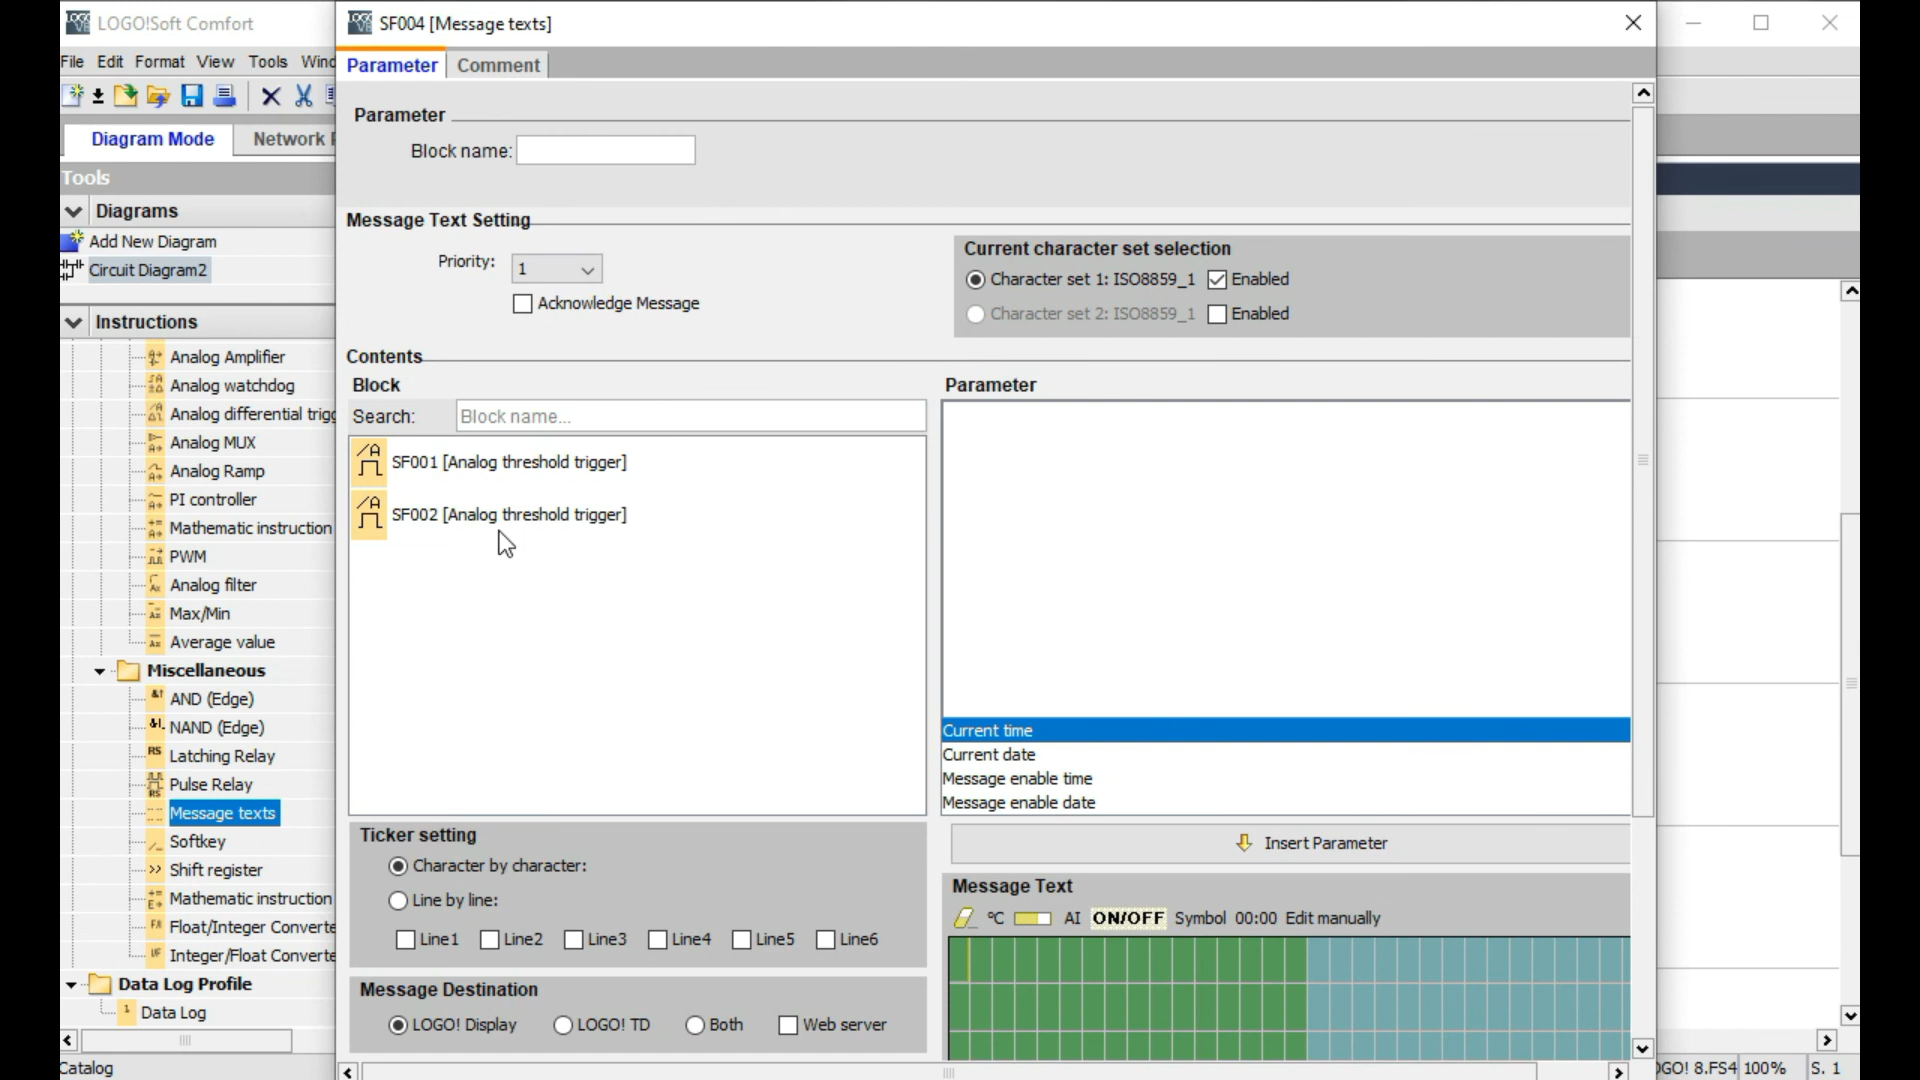 LOGO!Soft Comfort
SF004 [Message texts]
File Edit Format View Tools
Parameter Comment
Diagram Mode
Network
Parameter
Block name:
Tools
Diagrams
Add New Diagram
Circuit Diagram2
Message Text Setting
Priority: 1
Acknowledge Message
Current character set selection
Character set 1: ISO8859_1 Enabled
Character set 2: ISO8859_1 Enabled
Instructions
Analog Amplifier
Analog watchdog
Analog differential trigg
Analog MUX
Analog Ramp
PI controller
Mathematic instruction
PWM
Analog filter
Max/Min
Average value
Miscellaneous
AND (Edge)
NAND (Edge)
Latching Relay
Pulse Relay
Message texts
Softkey
Shift register
Mathematic instruction
Float/Integer Converte
Integer/Float Converte
Data Log Profile
Data Log
Catalog
Contents
Block
Search: Block name...
SF001 [Analog threshold trigger]
SF002 [Analog threshold trigger]
Parameter
Current time
Current date
Message enable time
Message enable date
Insert Parameter
Ticker setting
Character by character:
Line by line:
Line1 Line2 Line3 Line4 Line5 Line6
Message Destination
LOGO! Display LOGO! TD Both Web server
Message Text
°C AI ON/OFF Symbol 00:00 Edit manually
OGO! 8.FS4 100% S. 1